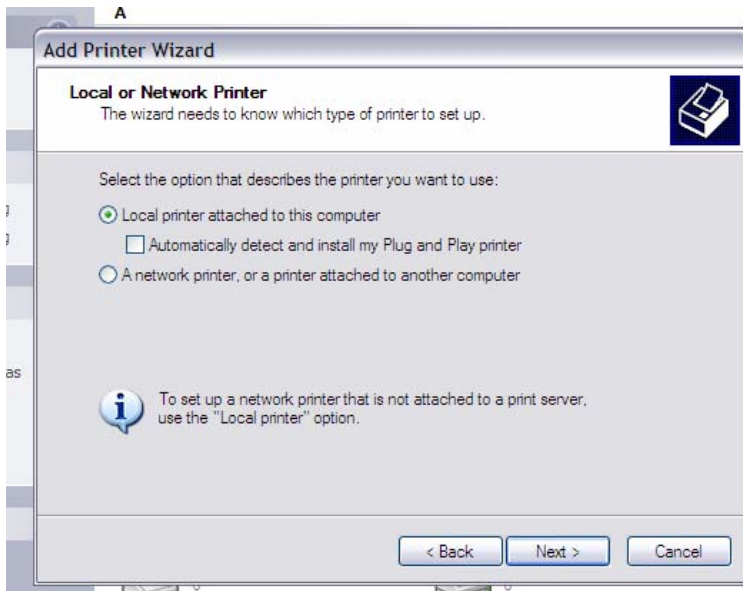 A
Add Printer Wizard
Local or Network Printer
The wizard needs to know which type of printer to set up.
Select the option that describes the printer you want to use:
Local printer attached to this computer
Automatically detect and install my Plug and Play printer
A network printer, or a printer attached to another computer
as
To set up a network printer that is not attached to a print server,
use the "Local printer" option.
< Back
Next >
Cancel